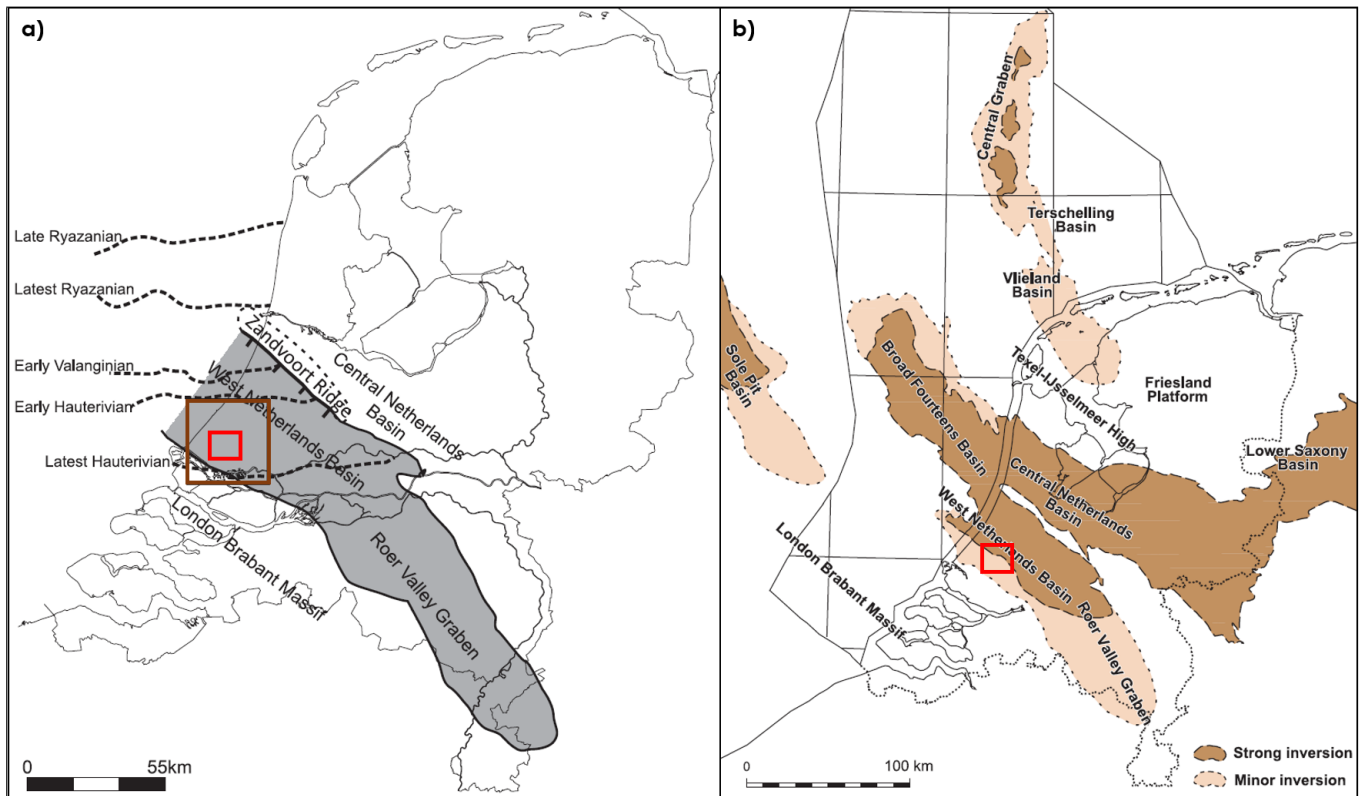 a)
Late Ryazanian
Latest Ryazanian
Early Valanginian
Early Hauterivian
Latest Hauterivian
Zandvoort Ridge
Central Netherlands
Basin
West Netherlands Basin
London Brabant Massif
Roer Valley Graben
0
55km
b)
Central Graben
Terschelling
Basin
Vlieland
Basin
Sole Pit
Basin
Broad Fourteens Basin
Texel-IJsselmeer High
Friesland
Platform
Lower Saxony
Basin
Central Netherlands
Basin
West Netherlands Basin
London Brabant Massif
Roer Valley Graben
0
100 km
Strong inversion
Minor inversion